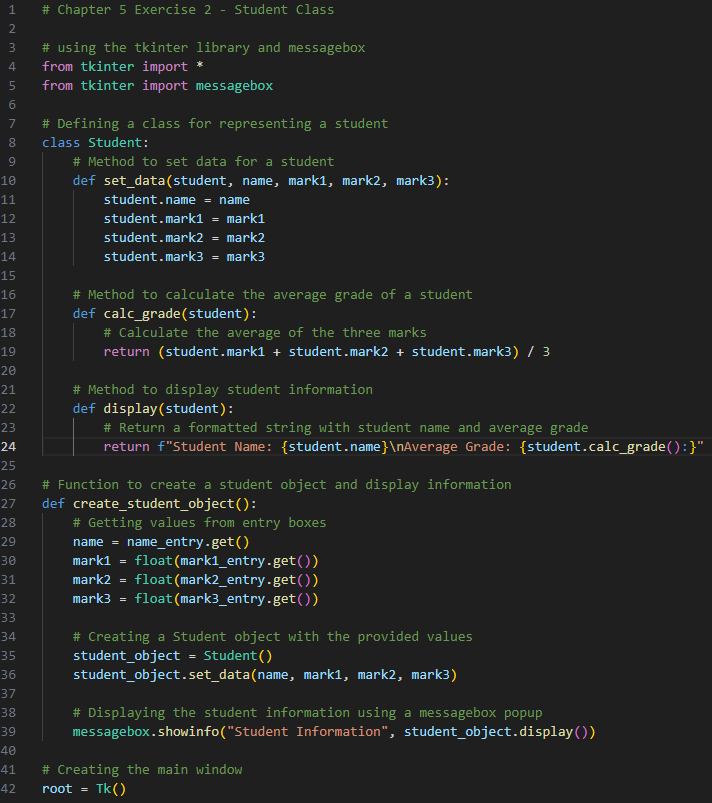 1 # Chapter 5 Exercise 2 - Student Class
2
3 # using the tkinter library and messagebox
4 from tkinter import *
5 from tkinter import messagebox
6
7 # Defining a class for representing a student
8 class Student:
9     # Method to set data for a student
10     def set_data(student, name, mark1, mark2, mark3):
11         student.name = name
12         student.mark1 = mark1
13         student.mark2 = mark2
14         student.mark3 = mark3
15
16     # Method to calculate the average grade of a student
17     def calc_grade(student):
18         # Calculate the average of the three marks
19         return (student.mark1 + student.mark2 + student.mark3) / 3
20
21     # Method to display student information
22     def display(student):
23         # Return a formatted string with student name and average grade
24         return f"Student Name: {student.name}\nAverage Grade: {student.calc_grade():}"
25
26 # Function to create a student object and display information
27 def create_student_object():
28     # Getting values from entry boxes
29     name = name_entry.get()
30     mark1 = float(mark1_entry.get())
31     mark2 = float(mark2_entry.get())
32     mark3 = float(mark3_entry.get())
33
34     # Creating a Student object with the provided values
35     student_object = Student()
36     student_object.set_data(name, mark1, mark2, mark3)
37
38     # Displaying the student information using a messagebox popup
39     messagebox.showinfo("Student Information", student_object.display())
40
41 # Creating the main window
42 root = Tk()